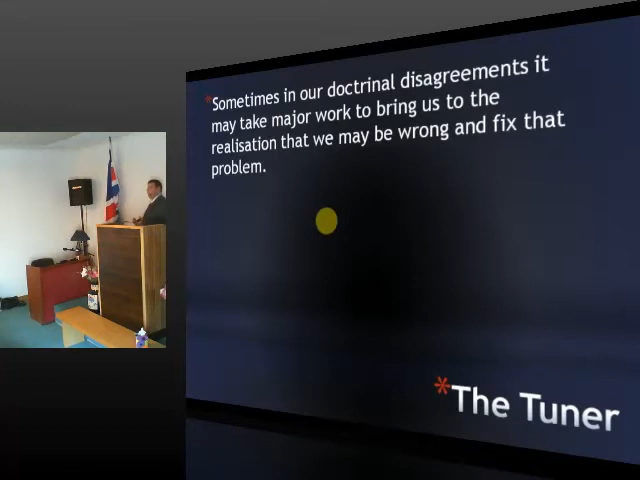 *Sometimes in our doctrinal disagreements it
may take major work to bring us to the
realisation that we may be wrong and fix that
problem.
*The Tuner